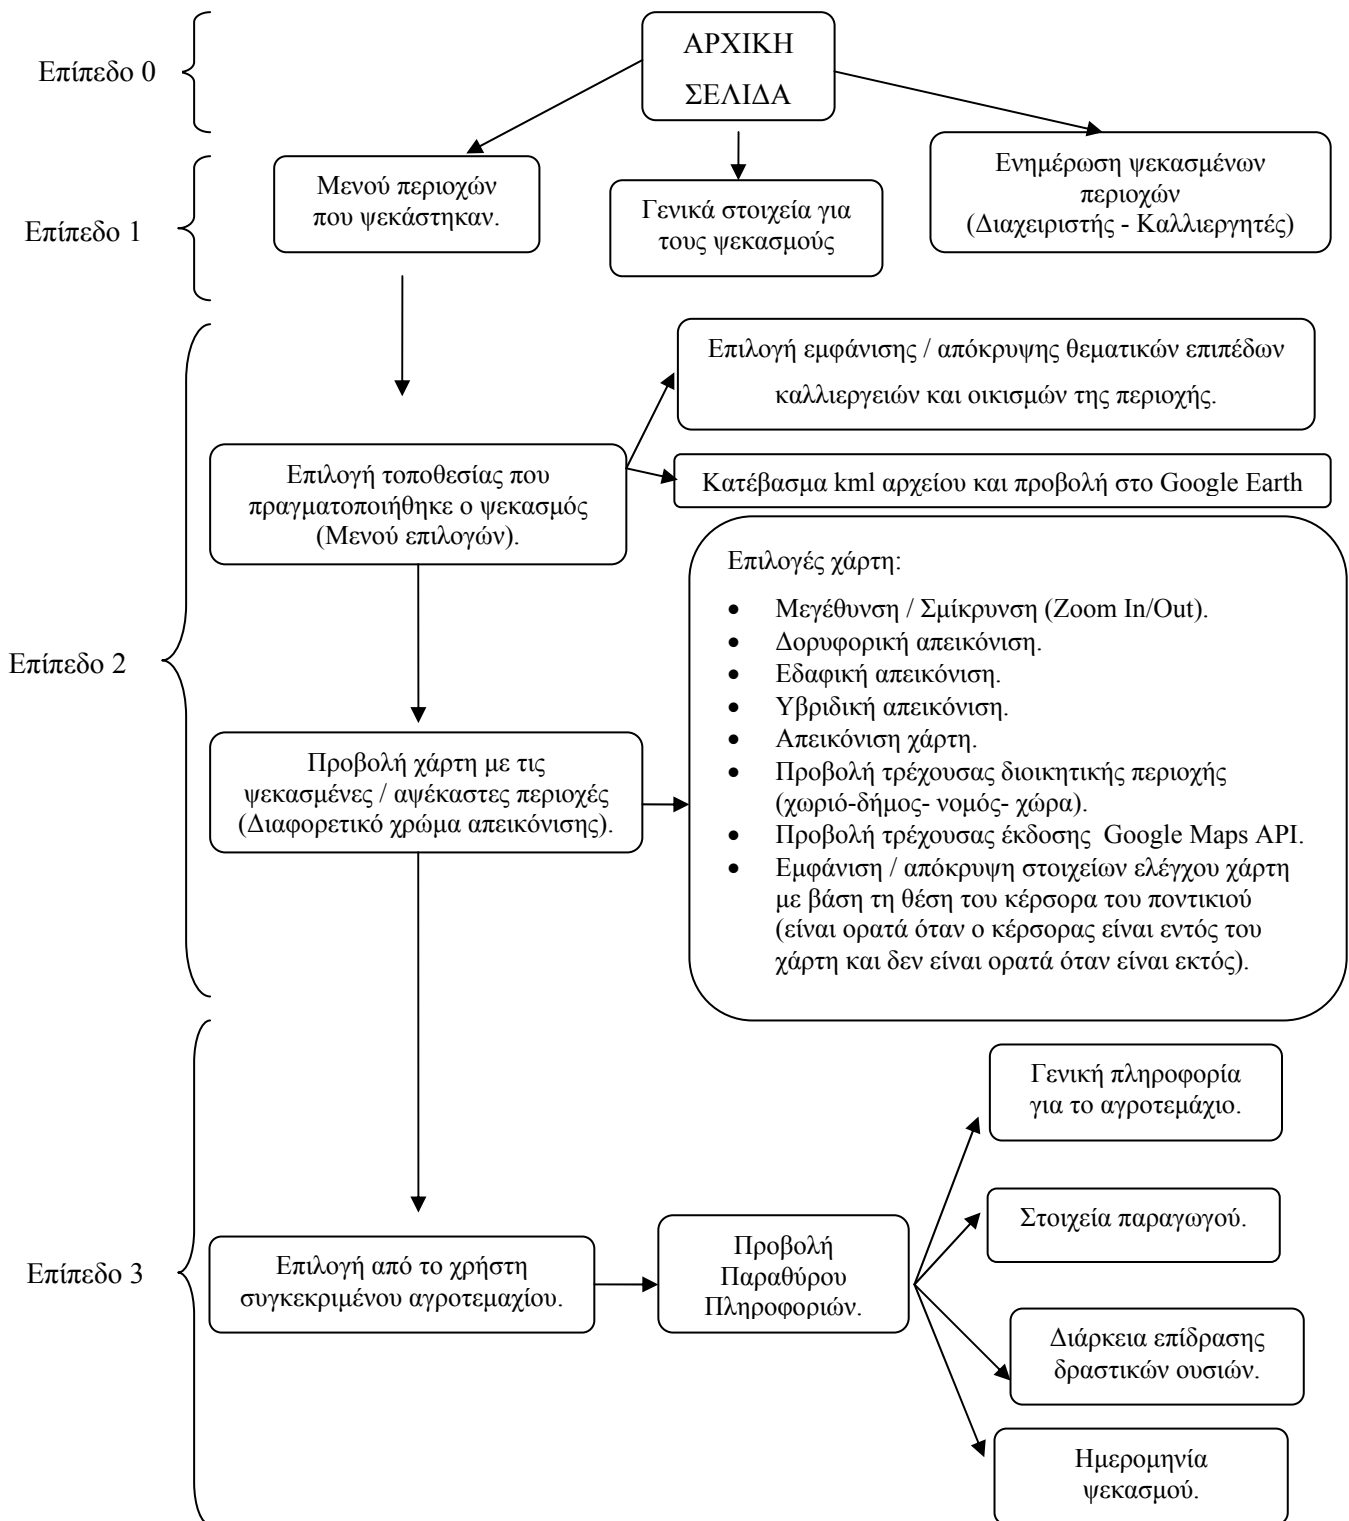 Επίπεδο 0
ΑΡΧΙΚΗ
ΣΕΛΙΔΑ
Επίπεδο 1
Μενού περιοχών
που ψεκάστηκαν.
Γενικά στοιχεία για
τους ψεκασμούς
Ενημέρωση ψεκασμένων
περιοχών
(Διαχειριστής - Καλλιεργητές)
Επίπεδο 2
Επιλογή εμφάνισης / απόκρυψης θεματικών επιπέδων
καλλιεργειών και οικισμών της περιοχής.
Επιλογή τοποθεσίας που
πραγματοποιήθηκε ο ψεκασμός
(Μενού επιλογών).
Κατέβασμα kml αρχείου και προβολή στο Google Earth
Επιλογές χάρτη:
• Μεγέθυνση / Σμίκρυνση (Zoom In/Out).
• Δορυφορική απεικόνιση.
• Εδαφική απεικόνιση.
• Υβριδική απεικόνιση.
• Απεικόνιση χάρτη.
• Προβολή τρέχουσας διοικητικής περιοχής
(χωριό-δήμος- νομός- χώρα).
• Προβολή τρέχουσας έκδοσης Google Maps API.
• Εμφάνιση / απόκρυψη στοιχείων ελέγχου χάρτη
με βάση τη θέση του κέρσορα του ποντικιού
(είναι ορατά όταν ο κέρσορας είναι εντός του
χάρτη και δεν είναι ορατά όταν είναι εκτός).
Προβολή χάρτη με τις
ψεκασμένες / αψέκαστες περιοχές
(Διαφορετικό χρώμα απεικόνισης).
Επίπεδο 3
Επιλογή από το χρήστη
συγκεκριμένου αγροτεμαχίου.
Προβολή
Παραθύρου
Πληροφοριών.
Γενική πληροφορία
για το αγροτεμάχιο.
Στοιχεία παραγωγού.
Διάρκεια επίδρασης
δραστικών ουσιών.
Ημερομηνία
ψεκασμού.